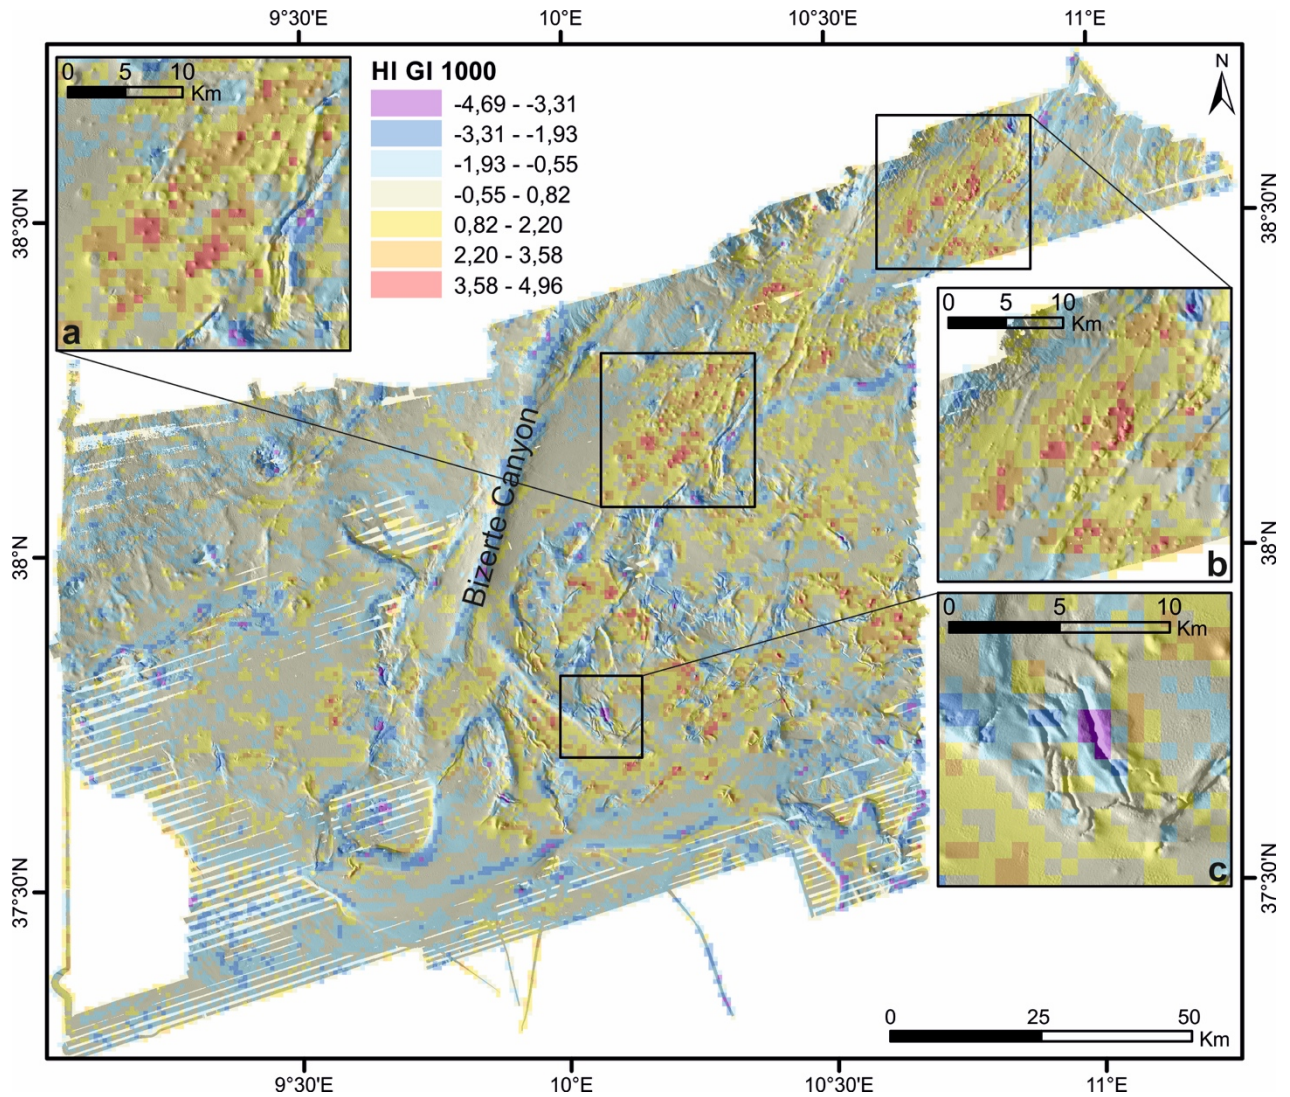 9°30'E 10°E 10°30'E 11°E
0 5 10
Km
a
HI GI 1000
-4,69 - -3,31
-3,31 - -1,93
-1,93 - -0,55
-0,55 - 0,82
0,82 - 2,20
2,20 - 3,58
3,58 - 4,96
N
38°30'N
38°30'N
0 5 10
Km
b
Bizerte Canyon
38°N
38°N
0 5 10
Km
c
37°30'N
37°30'N
0 25 50
Km
9°30'E 10°E 10°30'E 11°E